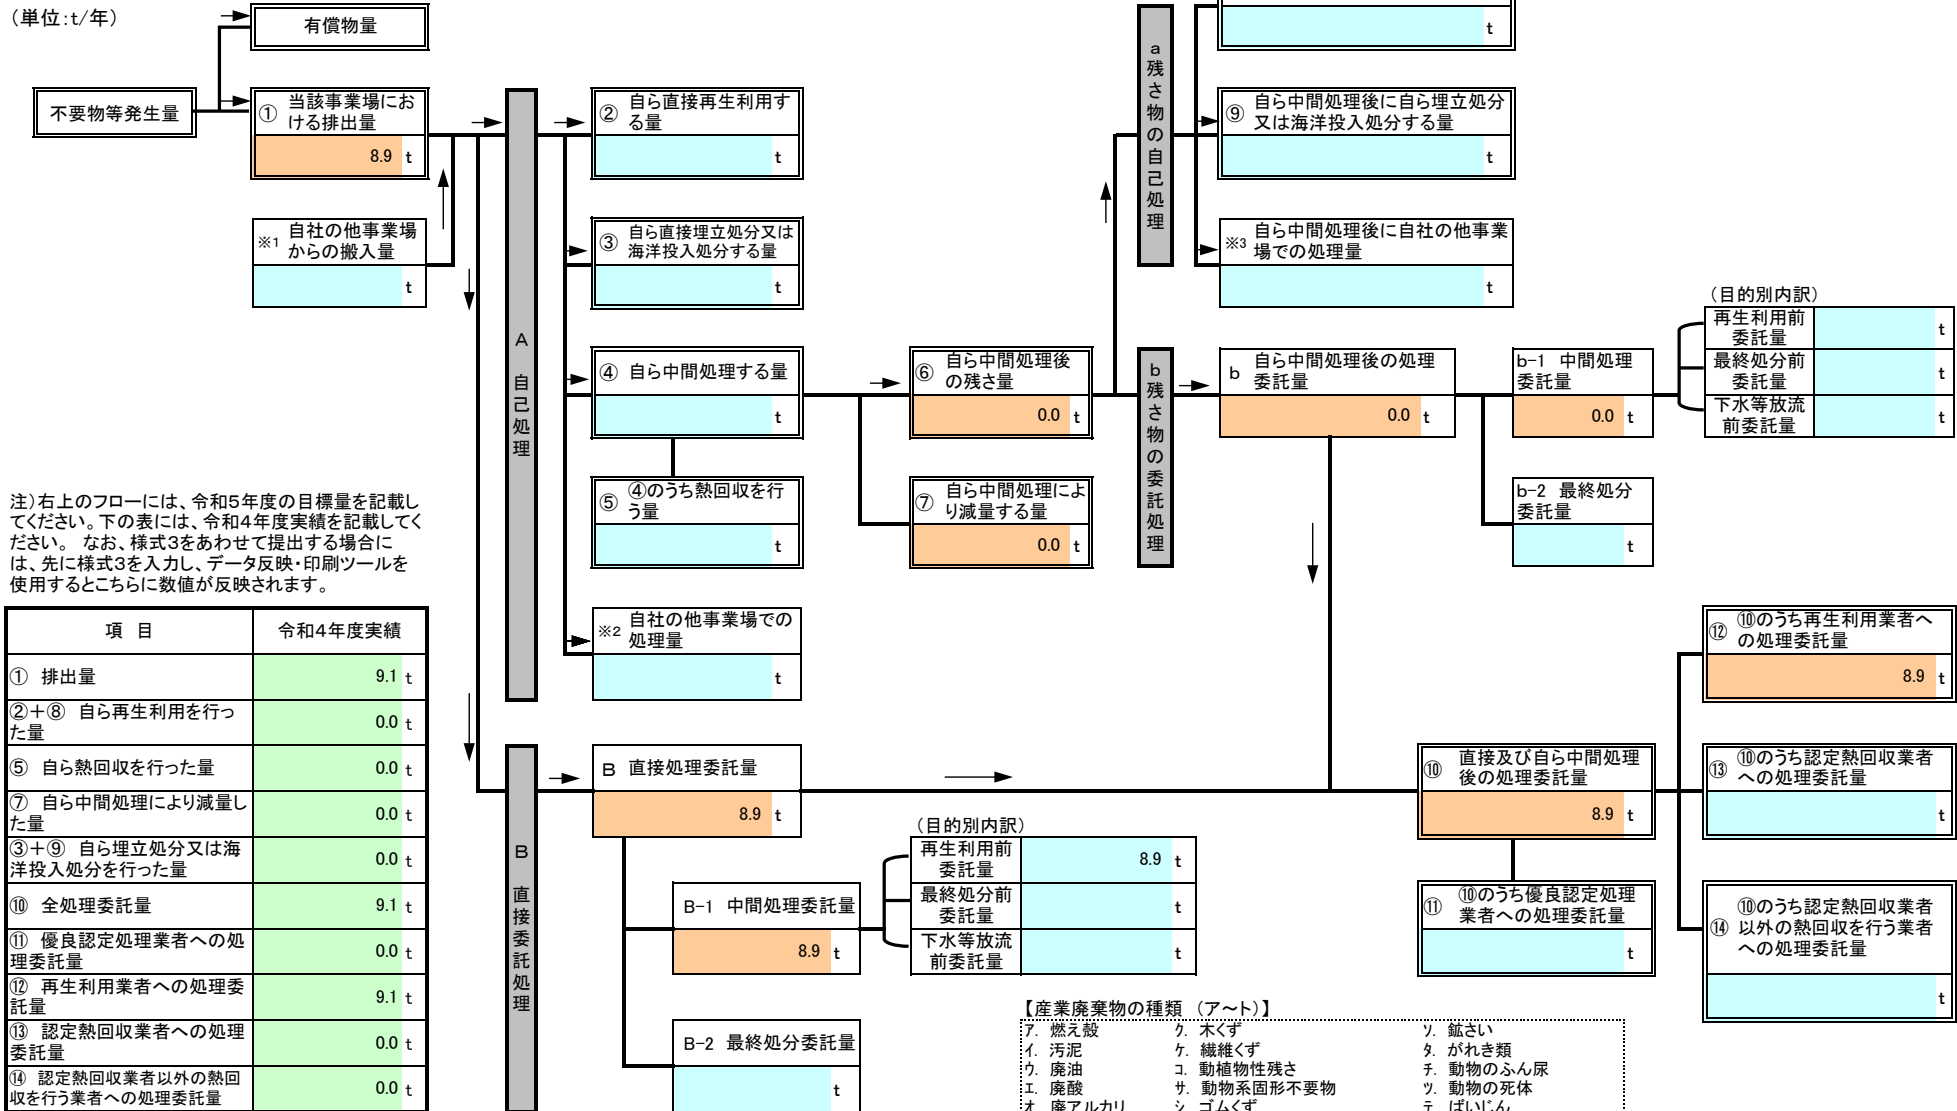 （単位：t/年）
有償物量
不要物等発生量
① 当該事業場にお
ける排出量
8.9 t
※1 自社の他事業場
からの搬入量
t
A 自己処理
② 自ら直接再生利用す
る量
t
③ 自ら直接埋立処分又は
海洋投入処分する量
t
④ 自ら中間処理する量
t
⑤ ④のうち熱回収を行
う量
t
※2 自社の他事業場での
処理量
t
⑥ 自ら中間処理後
の残さ量
0.0 t
⑦ 自ら中間処理によ
り減量する量
0.0 t
a 残さ物の自己処理
t
⑨ 自ら中間処理後に自ら埋立処分
又は海洋投入処分する量
t
※3 自ら中間処理後に自社の他事業
場での処理量
t
b 残さ物の委託処理
b 自ら中間処理後の処理
委託量
0.0 t
b-1 中間処理
委託量
0.0 t
（目的別内訳）
再生利用前
委託量
t
最終処分前
委託量
t
下水等放流
前委託量
t
b-2 最終処分
委託量
t
注）右上のフローには、令和５年度の目標量を記載し
てください。下の表には、令和４年度実績を記載してく
ださい。 なお、様式３をあわせて提出する場合に
は、先に様式３を入力し、データ反映・印刷ツールを
使用するとこちらに数値が反映されます。
項 目 令和４年度実績
① 排出量 9.1 t
②＋⑧ 自ら再生利用を行っ
た量 0.0 t
⑤ 自ら熱回収を行った量 0.0 t
⑦ 自ら中間処理により減量し
た量 0.0 t
③＋⑨ 自ら埋立処分又は海
洋投入処分を行った量 0.0 t
⑩ 全処理委託量 9.1 t
⑪ 優良認定処理業者への処
理委託量 0.0 t
⑫ 再生利用業者への処理委
託量 9.1 t
⑬ 認定熱回収業者への処理
委託量 0.0 t
⑭ 認定熱回収業者以外の熱回
収を行う業者への処理委託量 0.0 t
B 直接委託処理
B 直接処理委託量
8.9 t
B-1 中間処理委託量
8.9 t
（目的別内訳）
再生利用前
委託量
8.9 t
最終処分前
委託量
t
下水等放流
前委託量
t
B-2 最終処分委託量
t
⑩ 直接及び自ら中間処理
後の処理委託量
8.9 t
⑪ ⑩のうち優良認定処理
業者への処理委託量
t
⑫ ⑩のうち再生利用業者へ
の処理委託量
8.9 t
⑬ ⑩のうち認定熱回収業者
への処理委託量
t
⑭ ⑩のうち認定熱回収業者
以外の熱回収を行う業者
への処理委託量
t
【産業廃棄物の種類 （ア～ト）】
ア. 燃え殻 ク. 木くず ソ. 鉱さい
イ. 汚泥 ケ. 繊維くず タ. がれき類
ウ. 廃油 コ. 動植物性残さ チ. 動物のふん尿
エ. 廃酸 サ. 動物系固形不要物 ツ. 動物の死体
オ. 廃アルカリ シ. ゴムくず テ. ばいじん